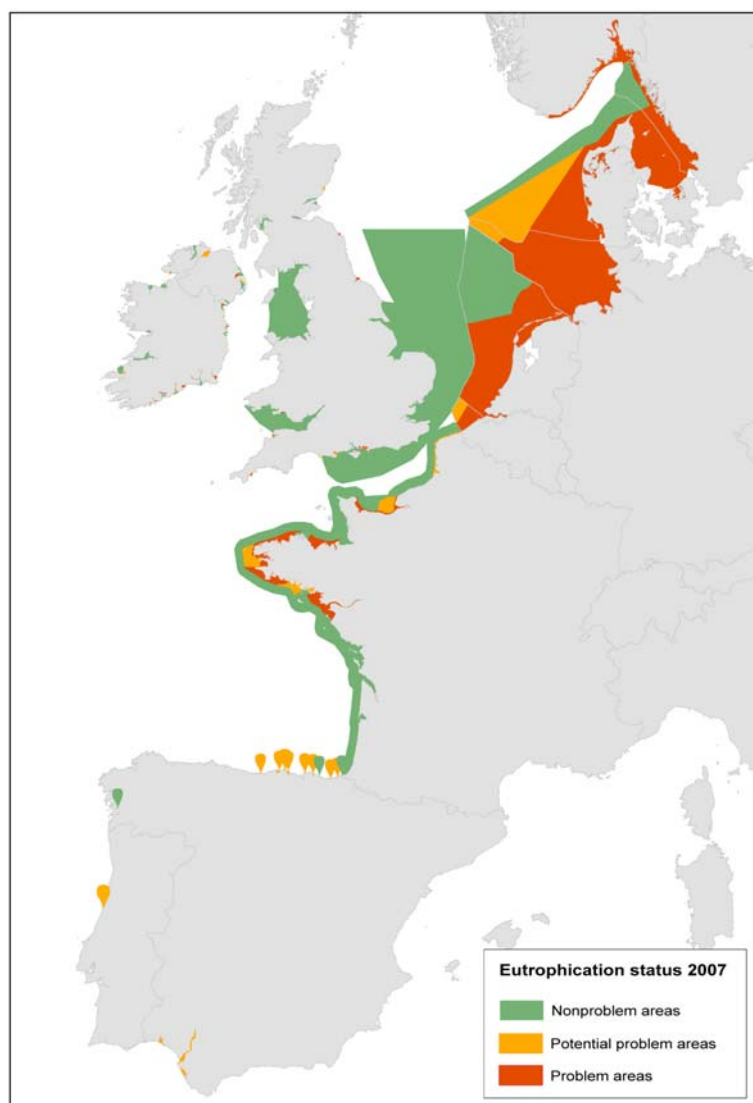 Eutrophication status 2007
Nonproblem areas
Potential problem areas
Problem areas